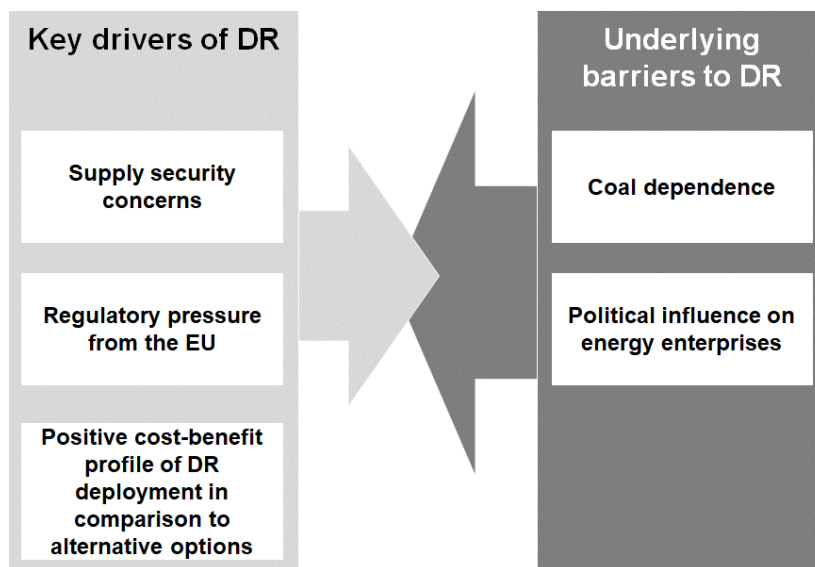 Key drivers of DR
Supply security
concerns
Regulatory pressure
from the EU
Positive cost-benefit
profile of DR
deployment in
comparison to
alternative options
Underlying
barriers to DR
Coal dependence
Political influence on
energy enterprises